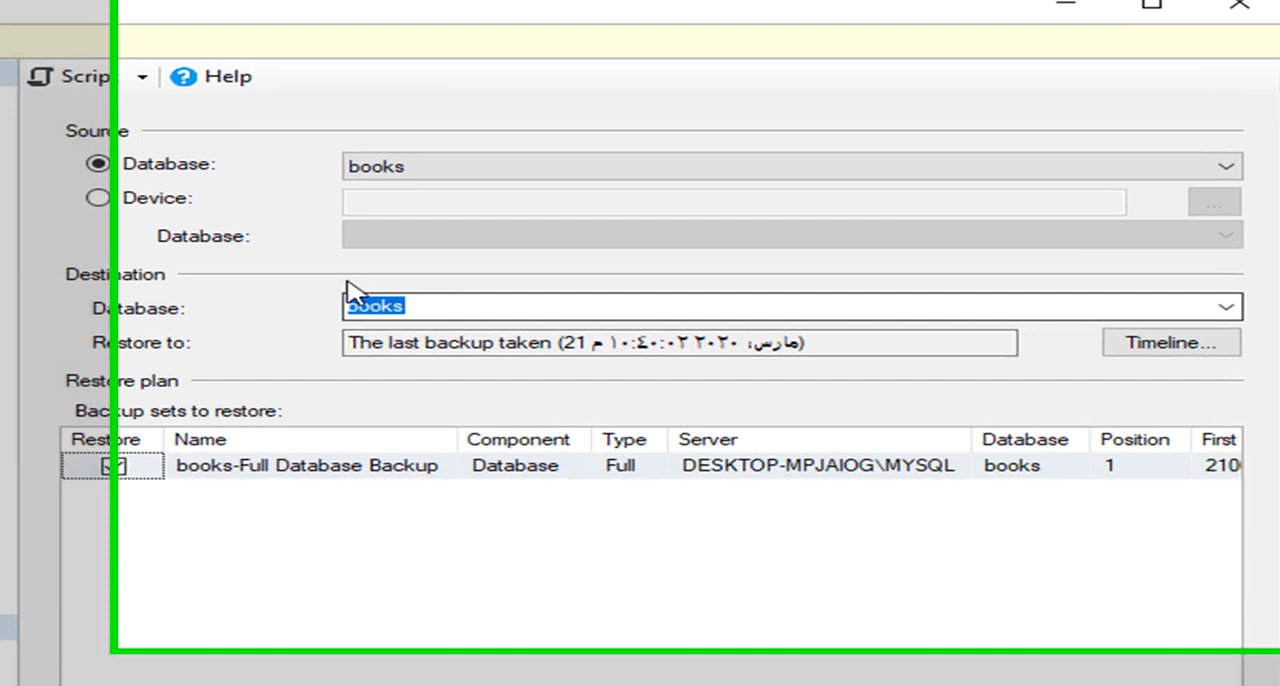 Script Help
Source
Database: books
Device: ...
Database:
Destination
Database: books
Restore to: The last backup taken (21 مارس، ٢٠٢٠ ١٠:٤٠:٠٢ م)
Timeline...
Restore plan
Backup sets to restore:
Restore Name Component Type Server Database Position First
books-Full Database Backup Database Full DESKTOP-MPJAIOG\MYSQL books 1 210